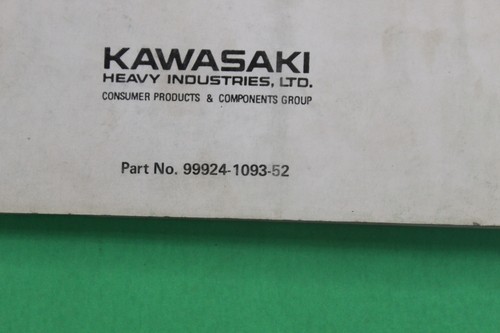 KAWASAKI
HEAVY INDUSTRIES, LTD.
CONSUMER PRODUCTS & COMPONENTS GROUP
Part No. 99924-1093-52